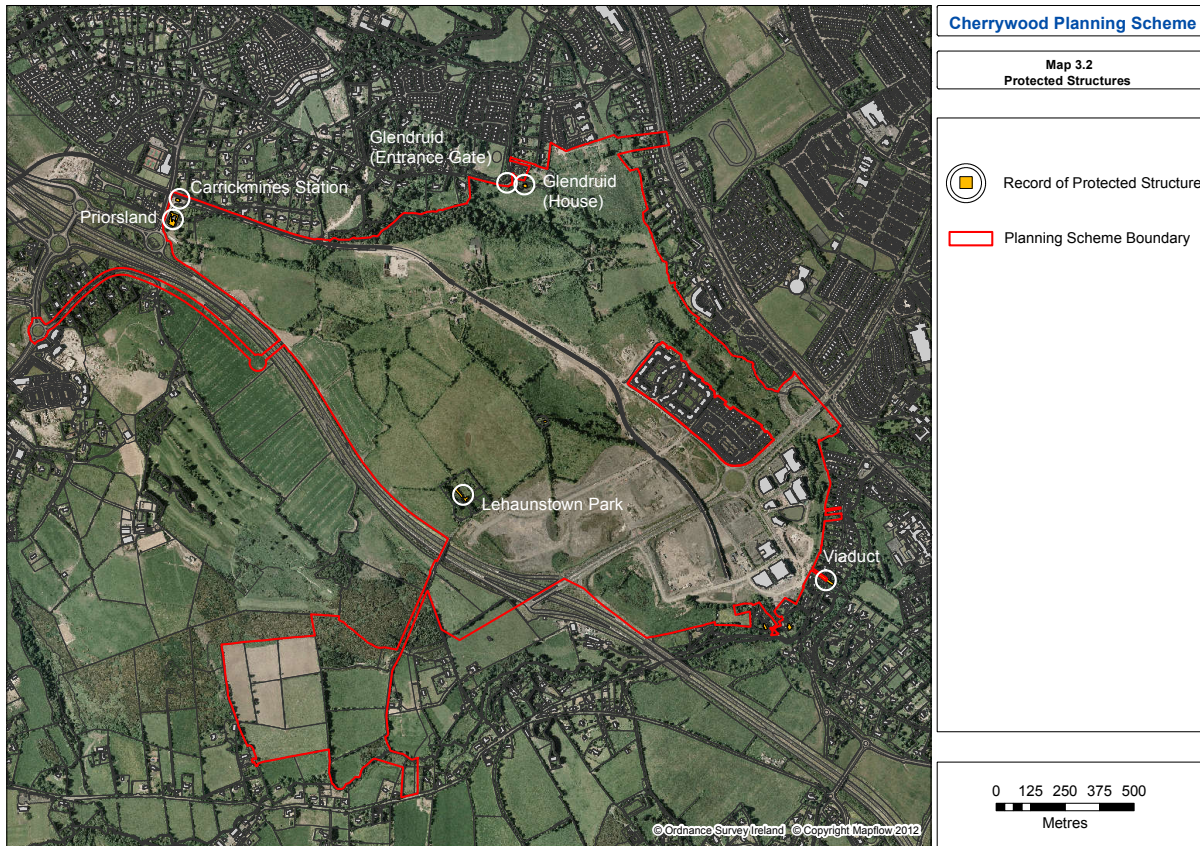 Cherrywood Planning Scheme
Map 3.2
Protected Structures
Glendruid
(Entrance Gate)
Carrickmines Station
Glendruid
(House)
Priorsland
Lehaunstown Park
Viaduct
Record of Protected Structure
Planning Scheme Boundary
0 125 250 375 500
Metres
© Ordnance Survey Ireland © Copyright Mapflow 2012